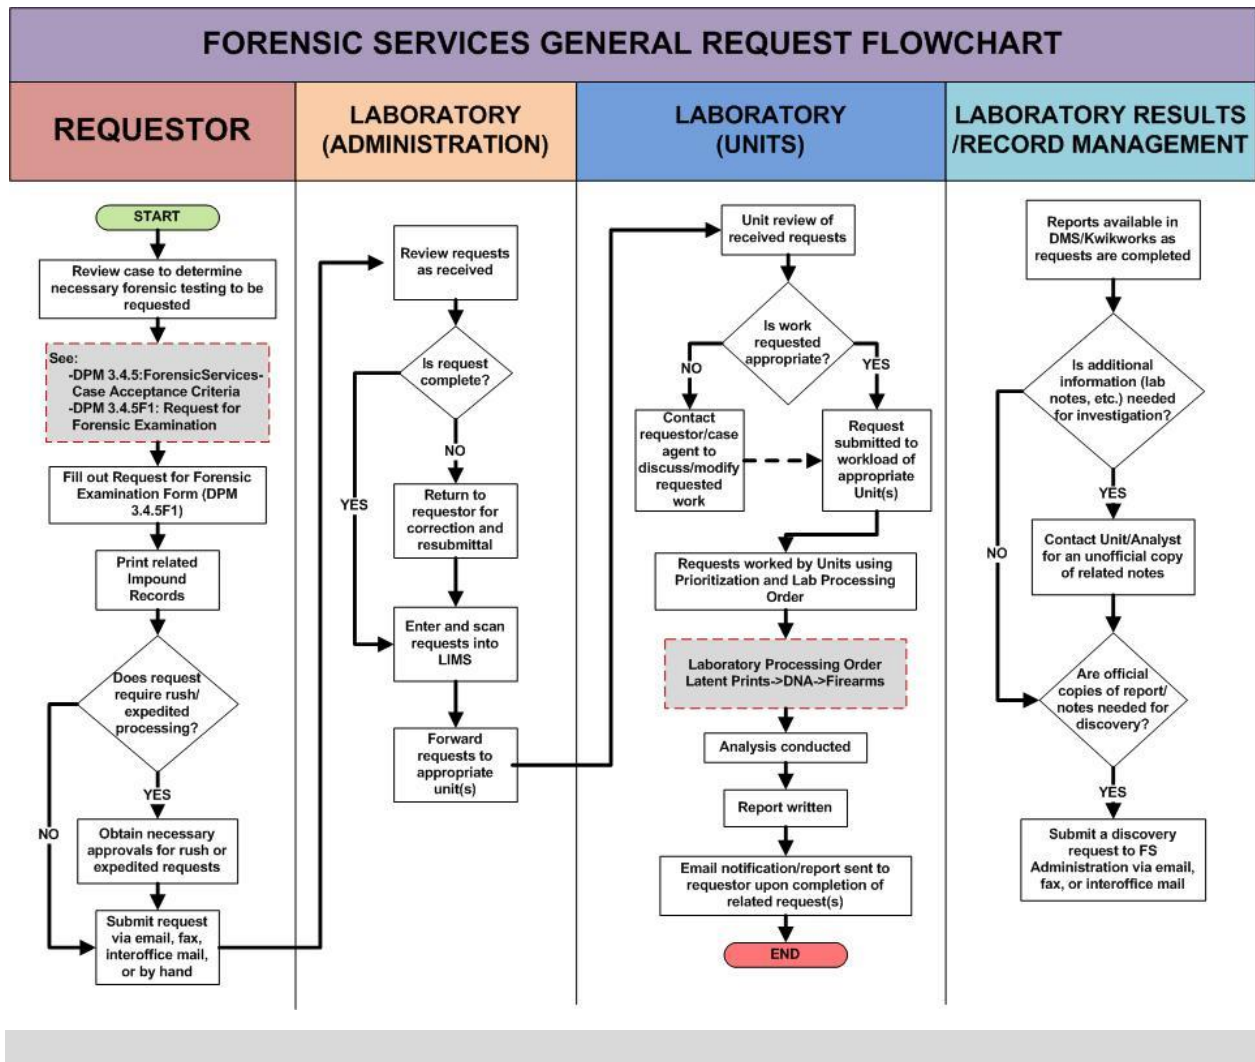 FORENSIC SERVICES GENERAL REQUEST FLOWCHART
REQUESTOR
LABORATORY
(ADMINISTRATION)
LABORATORY
(UNITS)
LABORATORY RESULTS
/RECORD MANAGEMENT
START
Review case to determine
necessary forensic testing to be
requested
See:
-DPM 3.4.5:ForensicServices-
Case Acceptance Criteria
-DPM 3.4.5F1: Request for
Forensic Examination
Fill out Request for Forensic
Examination Form (DPM
3.4.5F1)
Print related
Impound
Records
Does request
require rush/
expedited
processing?
YES
NO
Obtain necessary
approvals for rush or
expedited requests
Submit request
via email, fax,
interoffice mail,
or by hand
Review requests
as received
Is request
complete?
NO
YES
Return to
requestor for
correction and
resubmittal
Enter and scan
requests into
LIMS
Forward
requests to
appropriate
unit(s)
Unit review of
received requests
Is work
requested
appropriate?
NO
YES
Contact
requestor/case
agent to
discuss/modify
requested
work
Request
submitted to
workload of
appropriate
Unit(s)
Requests worked by Units using
Prioritization and Lab Processing
Order
Laboratory Processing Order
Latent Prints->DNA->Firearms
Analysis conducted
Report written
Email notification/report sent to
requestor upon completion of
related request(s)
END
Reports available in
DMS/Kwikworks as
requests are completed
Is additional
information (lab
notes, etc.) needed
for investigation?
YES
NO
Contact Unit/Analyst
for an unofficial copy
of related notes
Are official
copies of report/
notes needed for
discovery?
YES
Submit a discovery
request to FS
Administration via email,
fax, or interoffice mail